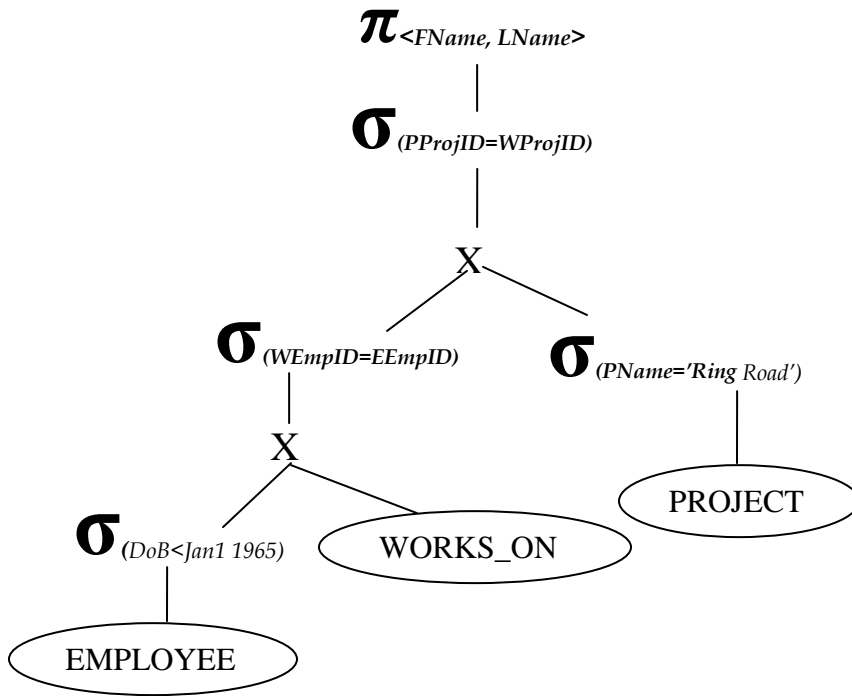 π<FName, LName>
σ(PProjID=WProjID)
X
σ(WEmpID=EEmpID)
σ(PName='Ring Road')
X
PROJECT
σ(DoB<Jan1 1965)
WORKS_ON
EMPLOYEE